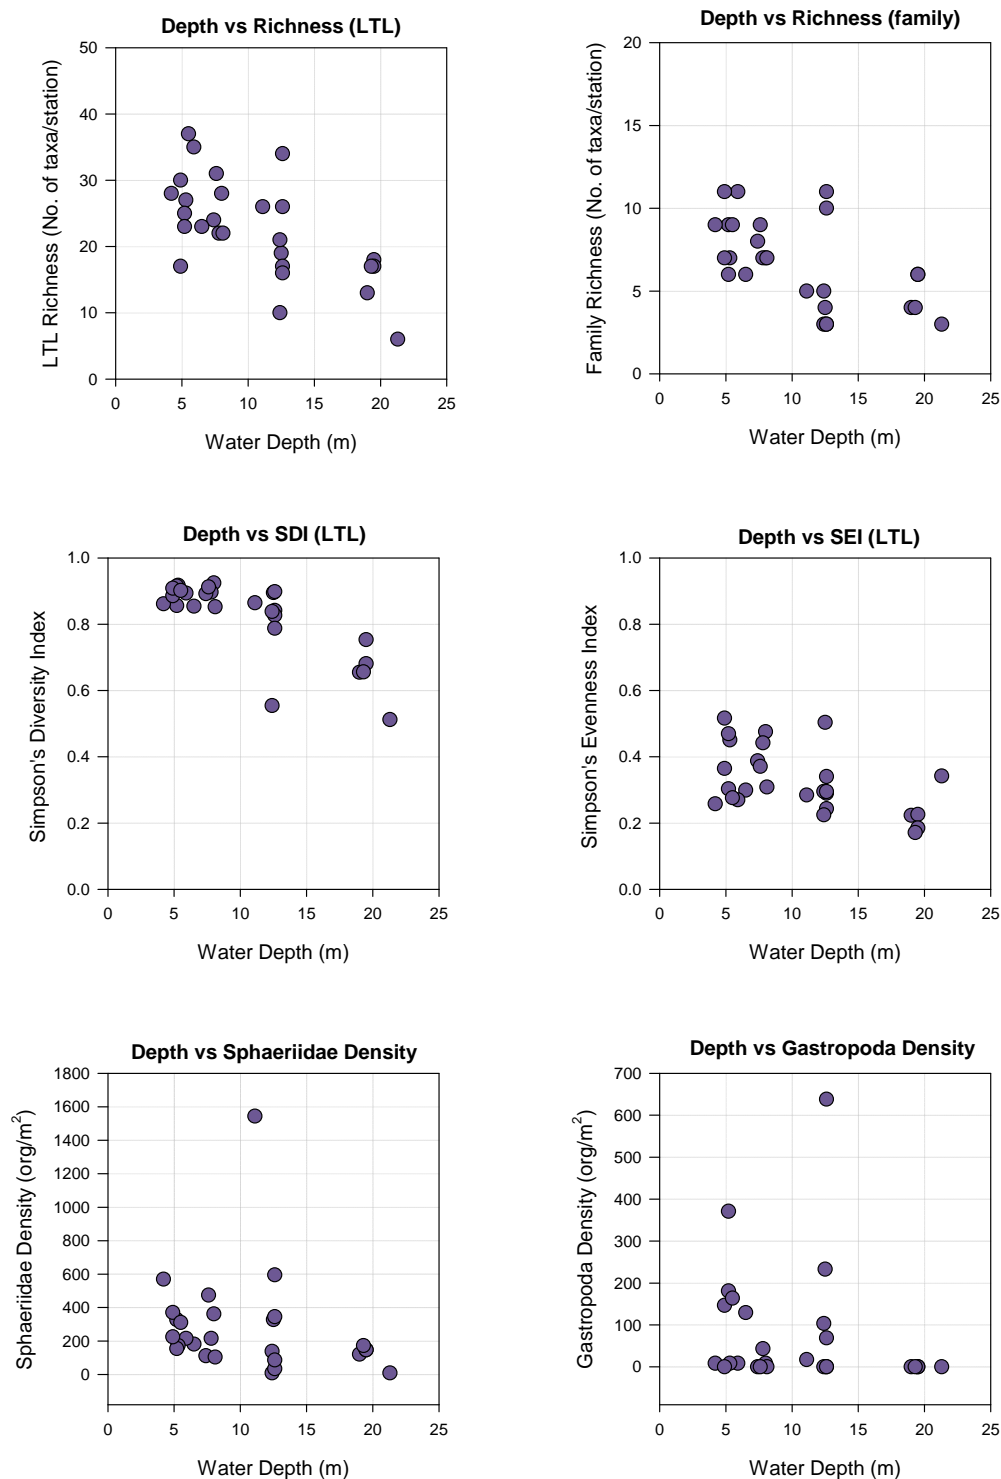 Depth vs Richness (LTL)
LTL Richness (No. of taxa/station)
50
40
30
20
10
0
0 5 10 15 20 25
Water Depth (m)
Depth vs Richness (family)
Family Richness (No. of taxa/station)
20
15
10
5
0
0 5 10 15 20 25
Water Depth (m)
Depth vs SDI (LTL)
Simpson's Diversity Index
1.0
0.8
0.6
0.4
0.2
0.0
0 5 10 15 20 25
Water Depth (m)
Depth vs SEI (LTL)
Simpson's Evenness Index
1.0
0.8
0.6
0.4
0.2
0.0
0 5 10 15 20 25
Water Depth (m)
Depth vs Sphaeriidae Density
Sphaeriidae Density (org/m²)
1800
1600
1400
1200
1000
800
600
400
200
0
0 5 10 15 20 25
Water Depth (m)
Depth vs Gastropoda Density
Gastropoda Density (org/m²)
700
600
500
400
300
200
100
0
0 5 10 15 20 25
Water Depth (m)